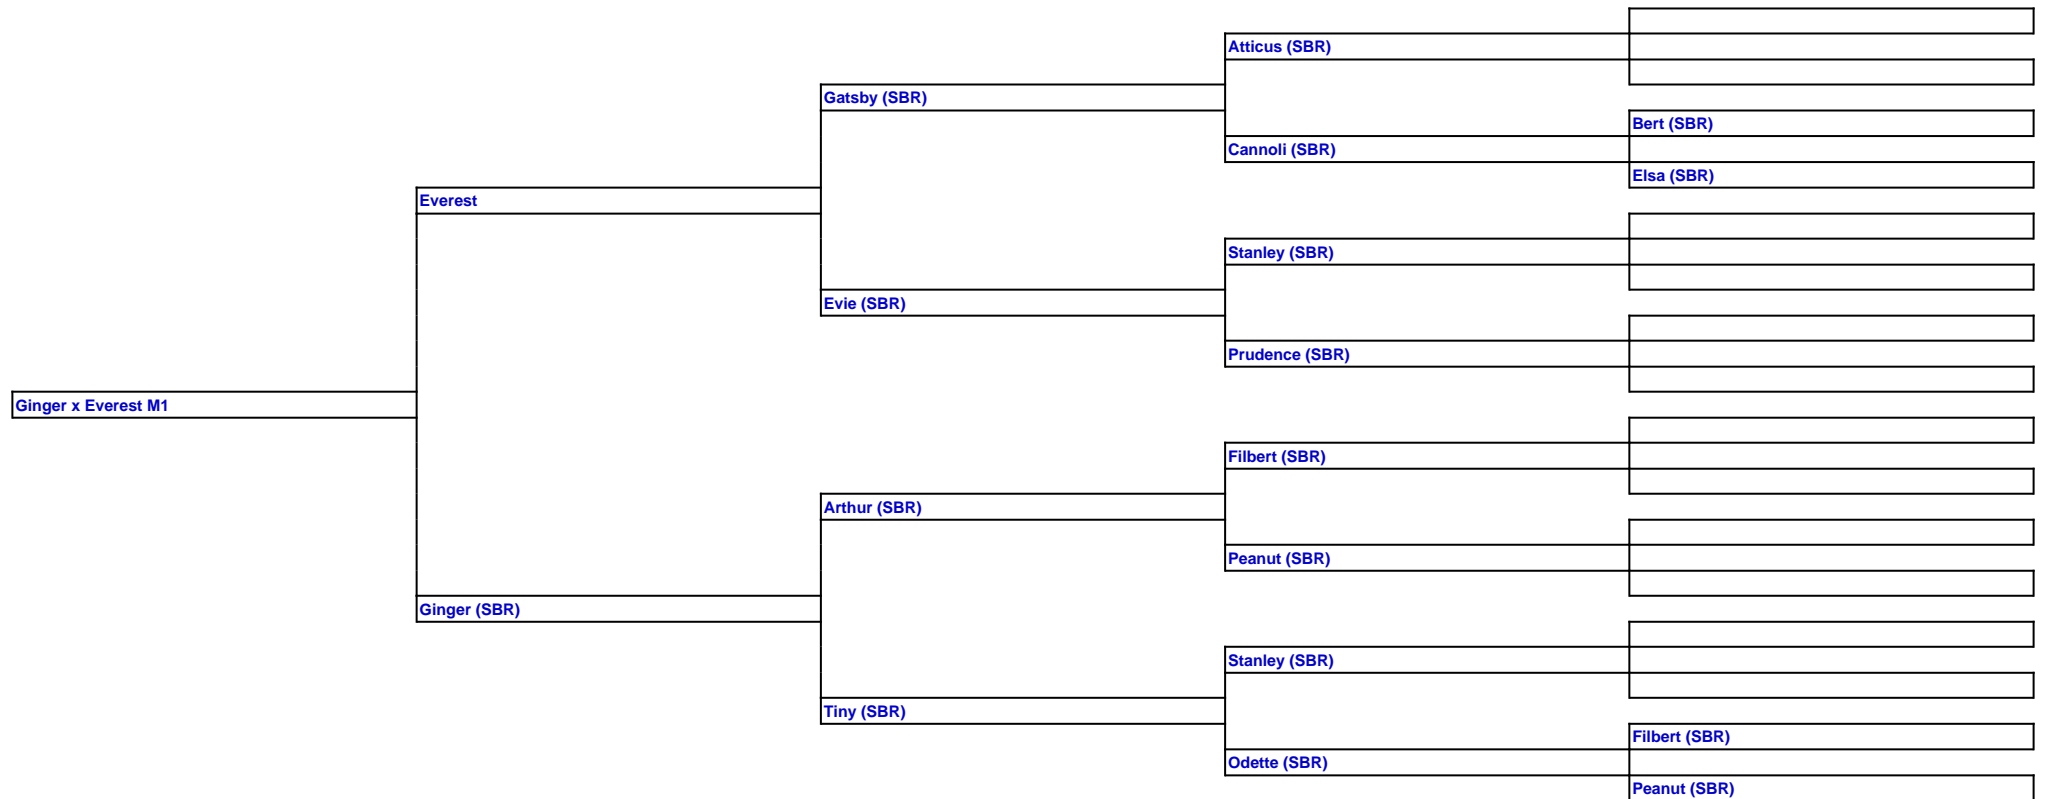 Atticus (SBR)
Gatsby (SBR)
Bert (SBR)
Cannoli (SBR)
Elsa (SBR)
Everest
Stanley (SBR)
Evie (SBR)
Prudence (SBR)
Ginger x Everest M1
Filbert (SBR)
Arthur (SBR)
Peanut (SBR)
Ginger (SBR)
Stanley (SBR)
Tiny (SBR)
Filbert (SBR)
Odette (SBR)
Peanut (SBR)